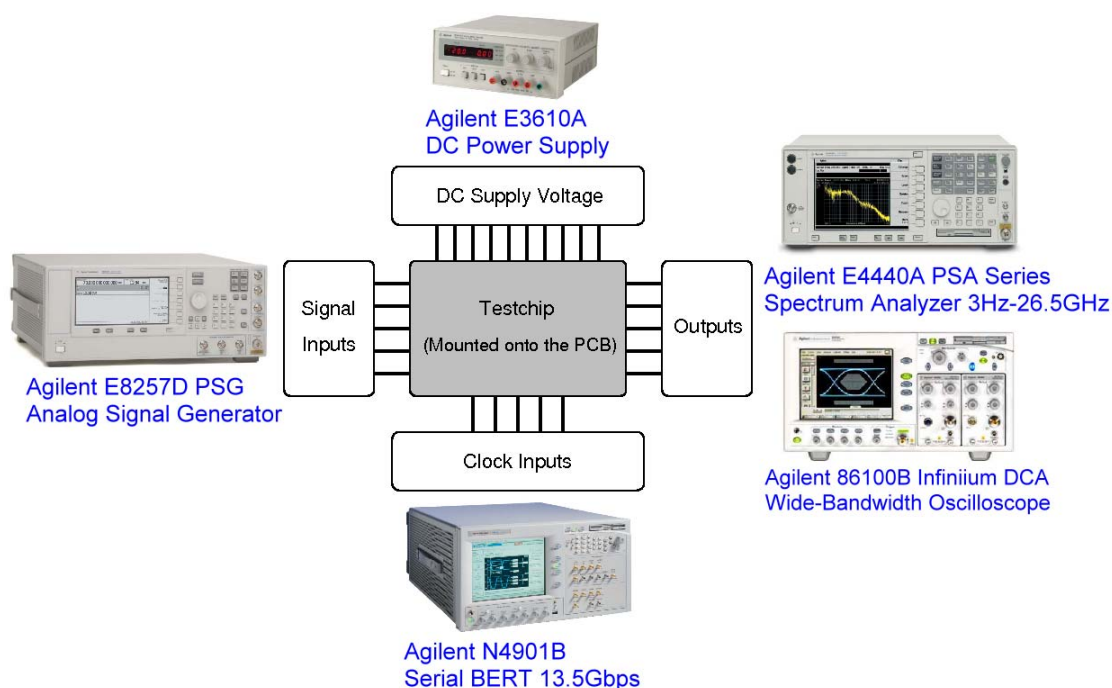 Agilent E3610A
DC Power Supply
DC Supply Voltage
Signal
Inputs
Testchip
(Mounted onto the PCB)
Outputs
Clock Inputs
Agilent E8257D PSG
Analog Signal Generator
Agilent E4440A PSA Series
Spectrum Analyzer 3Hz-26.5GHz
Agilent 86100B Infiniium DCA
Wide-Bandwidth Oscilloscope
Agilent N4901B
Serial BERT 13.5Gbps